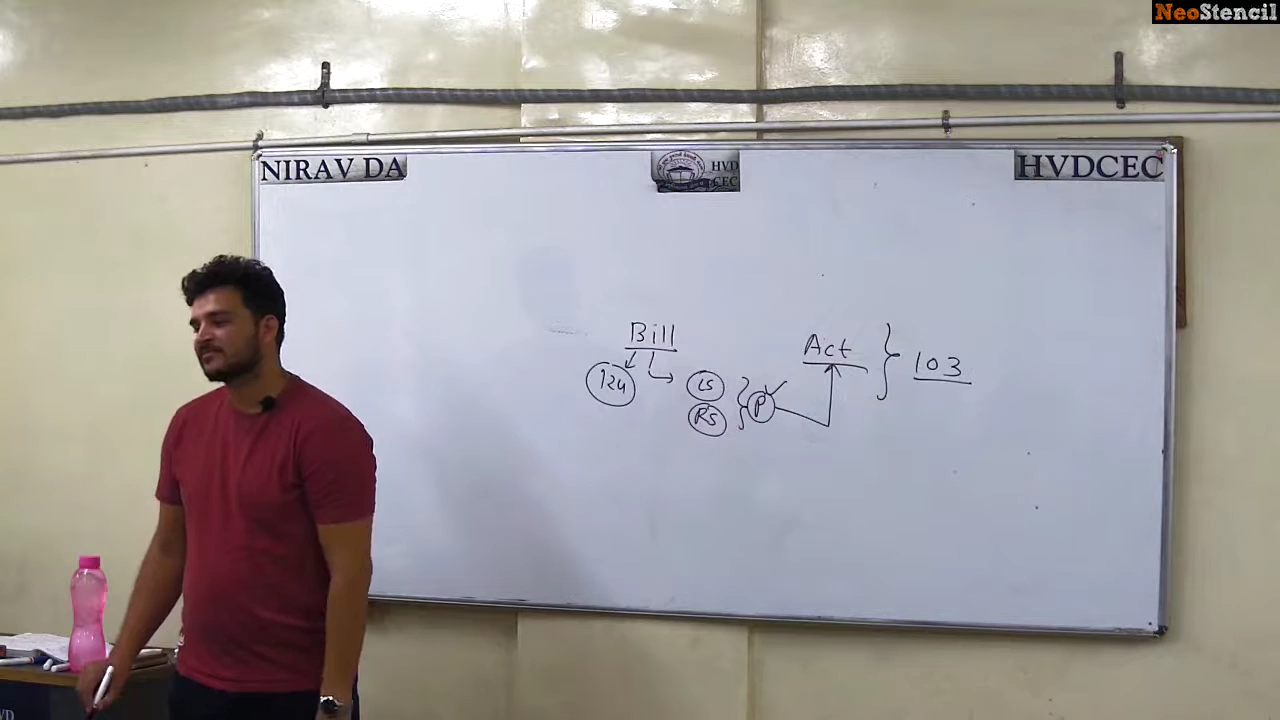 NeoStencil
NIRAV DA
HVD
CEC
HVDCEC
Bill
Act
103
124
LS
P
RS